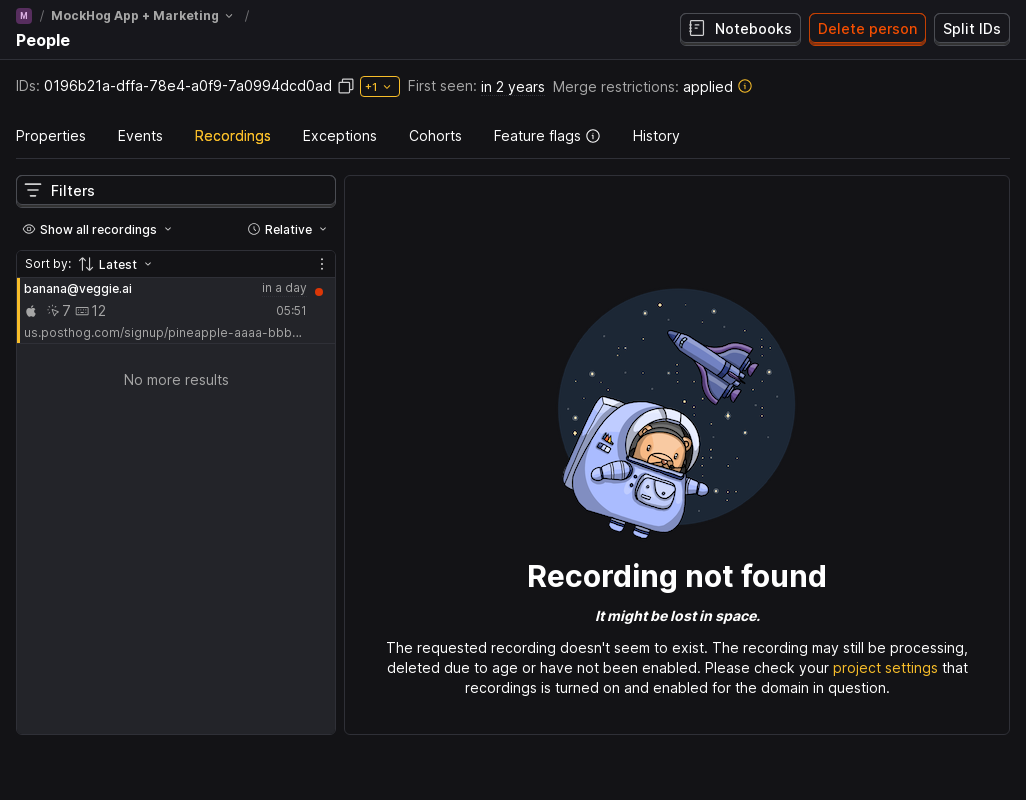 M / MockHog App + Marketing /
People
Notebooks
Delete person
Split IDs
IDs: 0196b21a-dffa-78e4-a0f9-7a0994dcd0ad +1 First seen: in 2 years Merge restrictions: applied
Properties Events Recordings Exceptions Cohorts Feature flags History
Filters
Show all recordings Relative
Sort by: Latest
banana@veggie.ai in a day
7 12 05:51
us.posthog.com/signup/pineapple-aaaa-bbb...
No more results
Recording not found
It might be lost in space.
The requested recording doesn't seem to exist. The recording may still be processing,
deleted due to age or have not been enabled. Please check your project settings that
recordings is turned on and enabled for the domain in question.